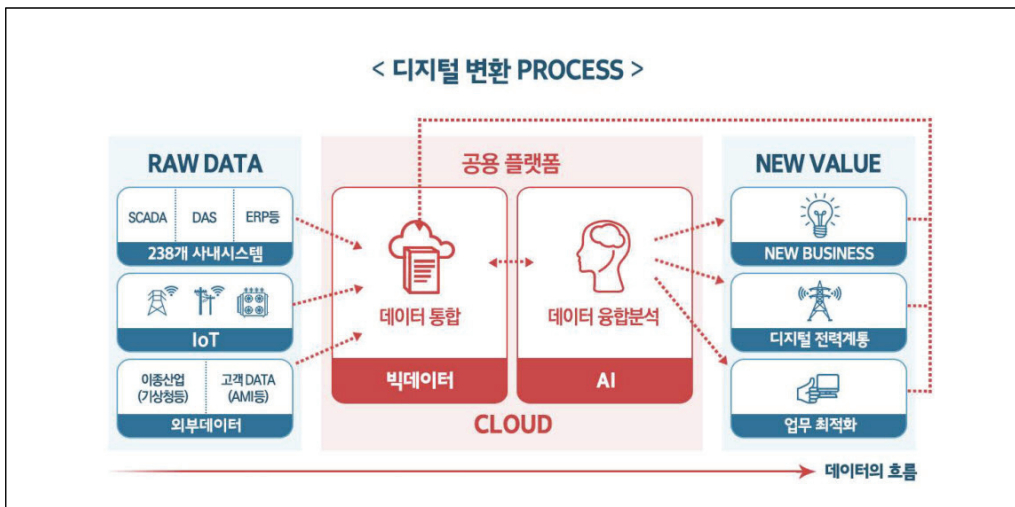 < 디지털 변환 PROCESS >
RAW DATA
SCADA
DAS
ERP등
238개 사내시스템
IoT
이종산업
(기상청등)
고객 DATA
(AMI등)
외부데이터
공용 플랫폼
데이터 통합
빅데이터
데이터 융합분석
AI
CLOUD
NEW VALUE
NEW BUSINESS
디지털 전력계통
업무 최적화
데이터의 흐름